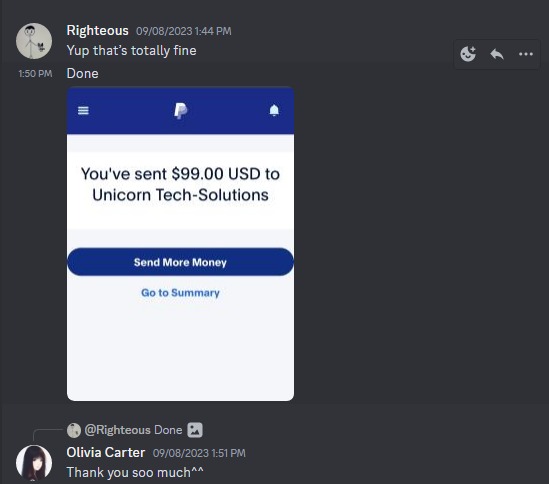 Righteous 09/08/2023 1:44 PM
Yup that's totally fine
1:50 PM Done
You've sent $99.00 USD to
Unicorn Tech-Solutions
Send More Money
Go to Summary
@Righteous Done
Olivia Carter 09/08/2023 1:51 PM
Thank you soo much^^